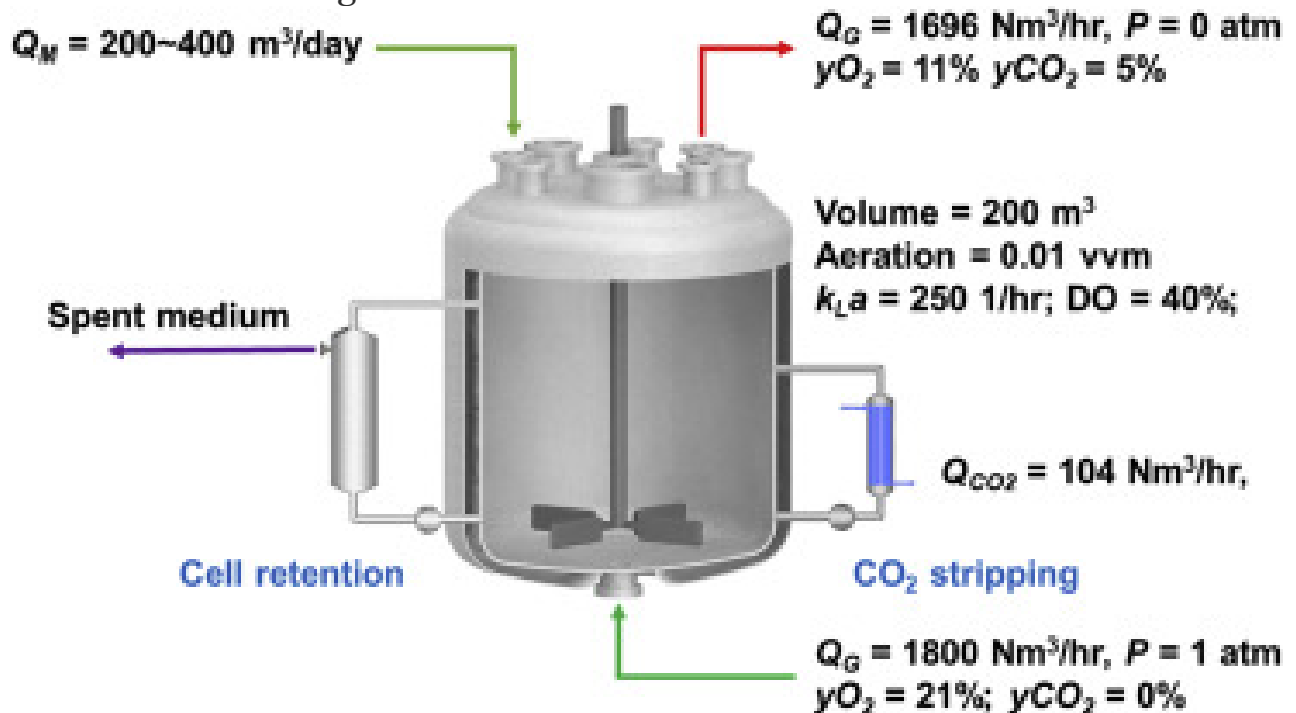 Q_M = 200~400 m³/day
Q_G = 1696 Nm³/hr, P = 0 atm
yO₂ = 11% yCO₂ = 5%
Volume = 200 m³
Aeration = 0.01 vvm
k_La = 250 1/hr; DO = 40%;
Spent medium
Q_CO2 = 104 Nm³/hr,
Cell retention
CO₂ stripping
Q_G = 1800 Nm³/hr, P = 1 atm
yO₂ = 21%; yCO₂ = 0%